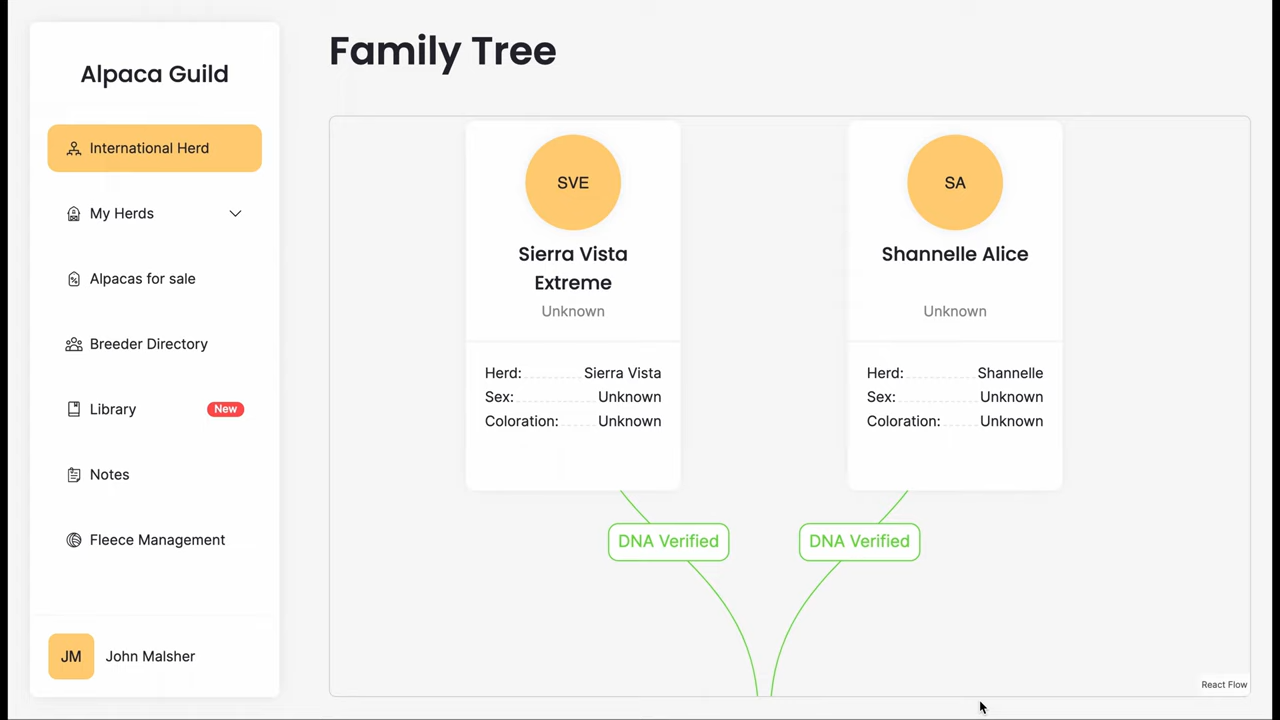 Alpaca Guild
International Herd
My Herds
Alpacas for sale
Breeder Directory
Library New
Notes
Fleece Management
JM John Malsher
Family Tree
SVE
Sierra Vista
Extreme
Unknown
Herd: Sierra Vista
Sex: Unknown
Coloration: Unknown
SA
Shannelle Alice
Unknown
Herd: Shannelle
Sex: Unknown
Coloration: Unknown
DNA Verified
DNA Verified
React Flow